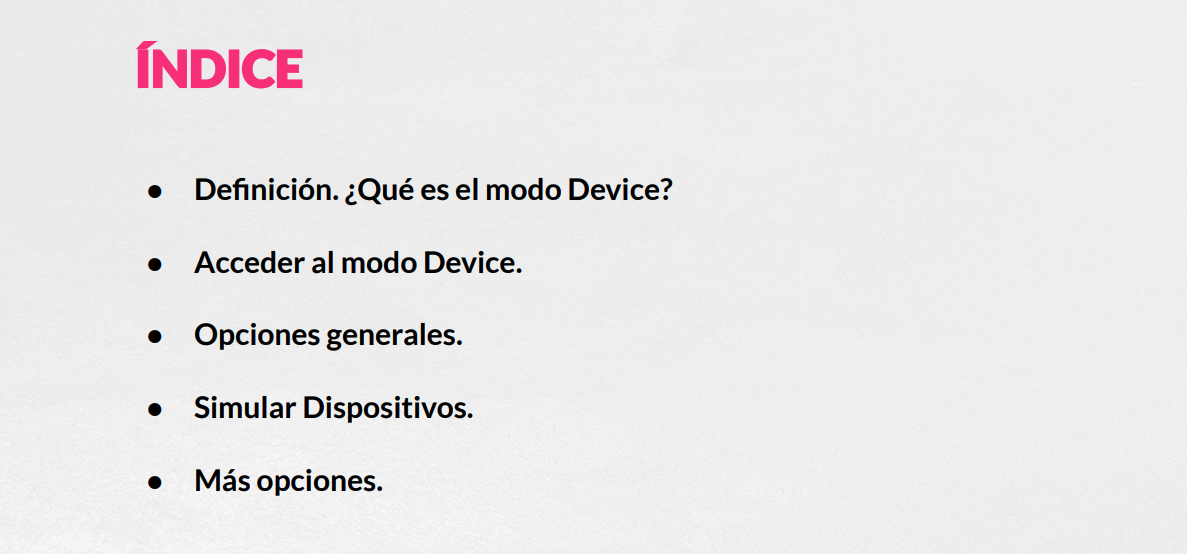 ÍNDICE
● Definición. ¿Qué es el modo Device?
● Acceder al modo Device.
● Opciones generales.
● Simular Dispositivos.
● Más opciones.